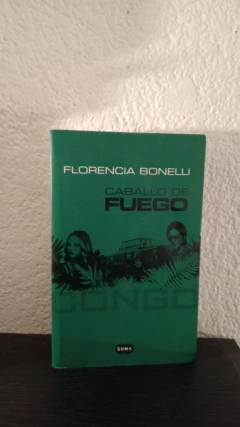 FLORENCIA BONELLI
CABALLO DE
FUEGO
CONGO
SUMA